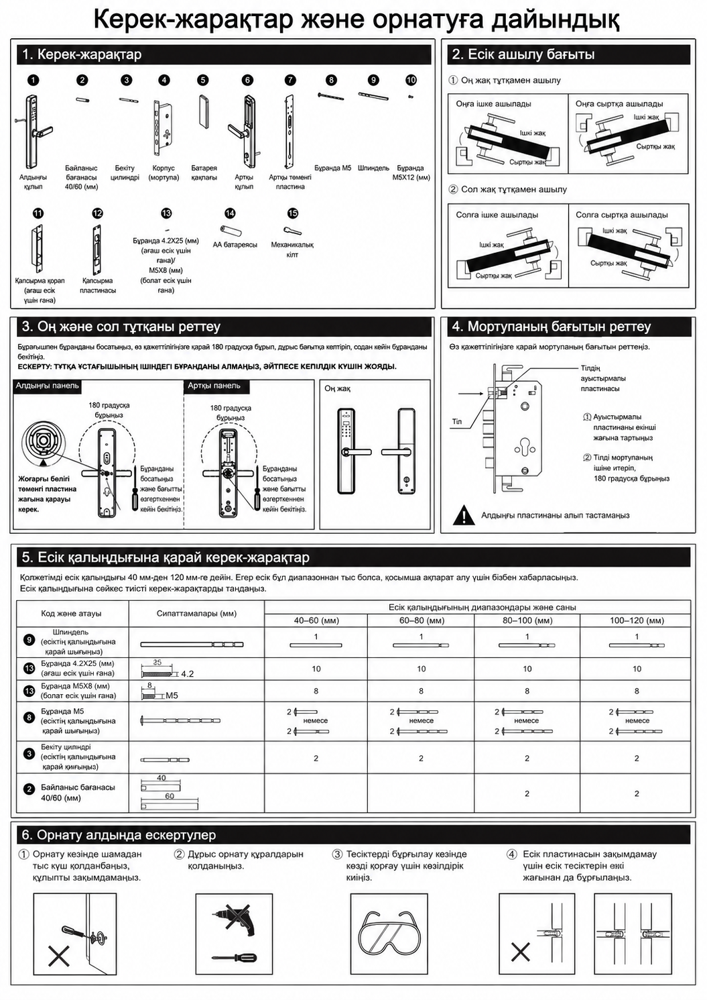 Керек-жарақтар және орнатуға дайындық
1. Керек-жарақтар
1 2 3 4 5 6 7 8 9 10
Алдыңғы
құлып
Байланыс
бағанасы
40/60 (мм)
Бекіту
цилиндрі
Корпус
(мортупа)
Батарея
қақпағы
Артқы
құлып
Артқы төменгі
пластина
Бұранда М5
Шпиндель
Бұранда
М5Х12 (мм)
11 12 13 14 15
Қапсырма қорап
(ағаш есік
үшін ғана)
Қапсырма
пластинасы
Бұранда 4.2Х25 (мм)
(ағаш есік үшін
ғана)/
М5Х8 (мм)
(болат есік үшін
ғана)
АА батареясы
Механикалық
кілт
2. Есік ашылу бағыты
① Оң жақ тұтқамен ашылу
Оңға ішке ашылады
Ішкі жақ
Сыртқы жақ
Оңға сыртқа ашылады
Ішкі жақ
Сыртқы жақ
② Сол жақ тұтқамен ашылу
Солға ішке ашылады
Ішкі жақ
Сыртқы жақ
Солға сыртқа ашылады
Ішкі жақ
Сыртқы жақ
3. Оң және сол тұтқаны реттеу
Бұрағышпен бұранданы босатыңыз, өз қажеттілігіңізге қарай 180 градусқа бұрып, дұрыс бағытқа келтіріп, содан кейін бұранданы
бекітіңіз.
ЕСКЕРТУ: ТҰТҚА ҰСТАҒЫШЫНЫҢ ІШІНДЕГІ БҰРАНДАНЫ АЛМАҢЫЗ, ӘЙТПЕСЕ КЕПІЛДІК КҮШІН ЖОЯДЫ.
Алдыңғы панель
180 градусқа
бұрыңыз
Жоғарғы бөлігі
төменгі пластина
жағына қарауы
керек.
Бұранданы
босатыңыз
және бағытты
өзгерткеннен
кейін бекітіңіз.
Артқы панель
180 градусқа
бұрыңыз
Бұранданы
босатыңыз
және бағытты
өзгерткеннен
кейін бекітіңіз.
Оң жақ
4. Мортупаның бағытын реттеу
Өз қажеттілігіңізге қарай мортупаның бағытын реттеңіз.
Тілдің
ауыстырмалы
пластинасы
Тіл
① Ауыстырмалы
пластинаны екінші
жағына тартыңыз
② Тілді мортупаның
ішіне итеріп,
180 градусқа бұрыңыз
Алдыңғы пластинаны алып тастамаңыз
5. Есік қалыңдығына қарай керек-жарақтар
Қолжетімді есік қалыңдығы 40 мм-ден 120 мм-ге дейін. Егер есік бұл диапазоннан тыс болса, қосымша ақпарат алу үшін бізбен хабарласыңыз.
Есік қалыңдығына сәйкес тиісті керек-жарақтарды таңдаңыз.
Код және атауы
Сипаттамалары (мм)
Есік қалыңдығының диапазондары және саны
40–60 (мм) 60–80 (мм) 80–100 (мм) 100–120 (мм)
9 Шпиндель
(есіктің қалыңдығына
қарай шығыңыз)
1 1 1 1
13 Бұранда 4.2Х25 (мм)
(ағаш есік үшін ғана)
25
4.2
10 10 10 10
13 Бұранда М5Х8 (мм)
(болат есік үшін ғана)
8
М5
8 8 8 8
8 Бұранда М5
(есіктің қалыңдығына
қарай шығыңыз)
2 2 2 2
немесе немесе немесе немесе
2 2 2 2
3 Бекіту цилиндрі
(есіктің қалыңдығына
қарай қиығыңыз)
2 2 2 2
2 Байланыс бағанасы
40/60 (мм)
40
60
2 2
6. Орнату алдында ескертулер
① Орнату кезінде шамадан
тыс күш қолданбаңыз,
құлыпты зақымдамаңыз.
② Дұрыс орнату құралдарын
қолданыңыз.
③ Тесіктерді бұрғылау кезінде
көзді қорғау үшін көзілдірік
киіңіз.
④ Есік пластинасын зақымдамау
үшін есік тесіктерін екі
жағынан да бұрғылаңыз.